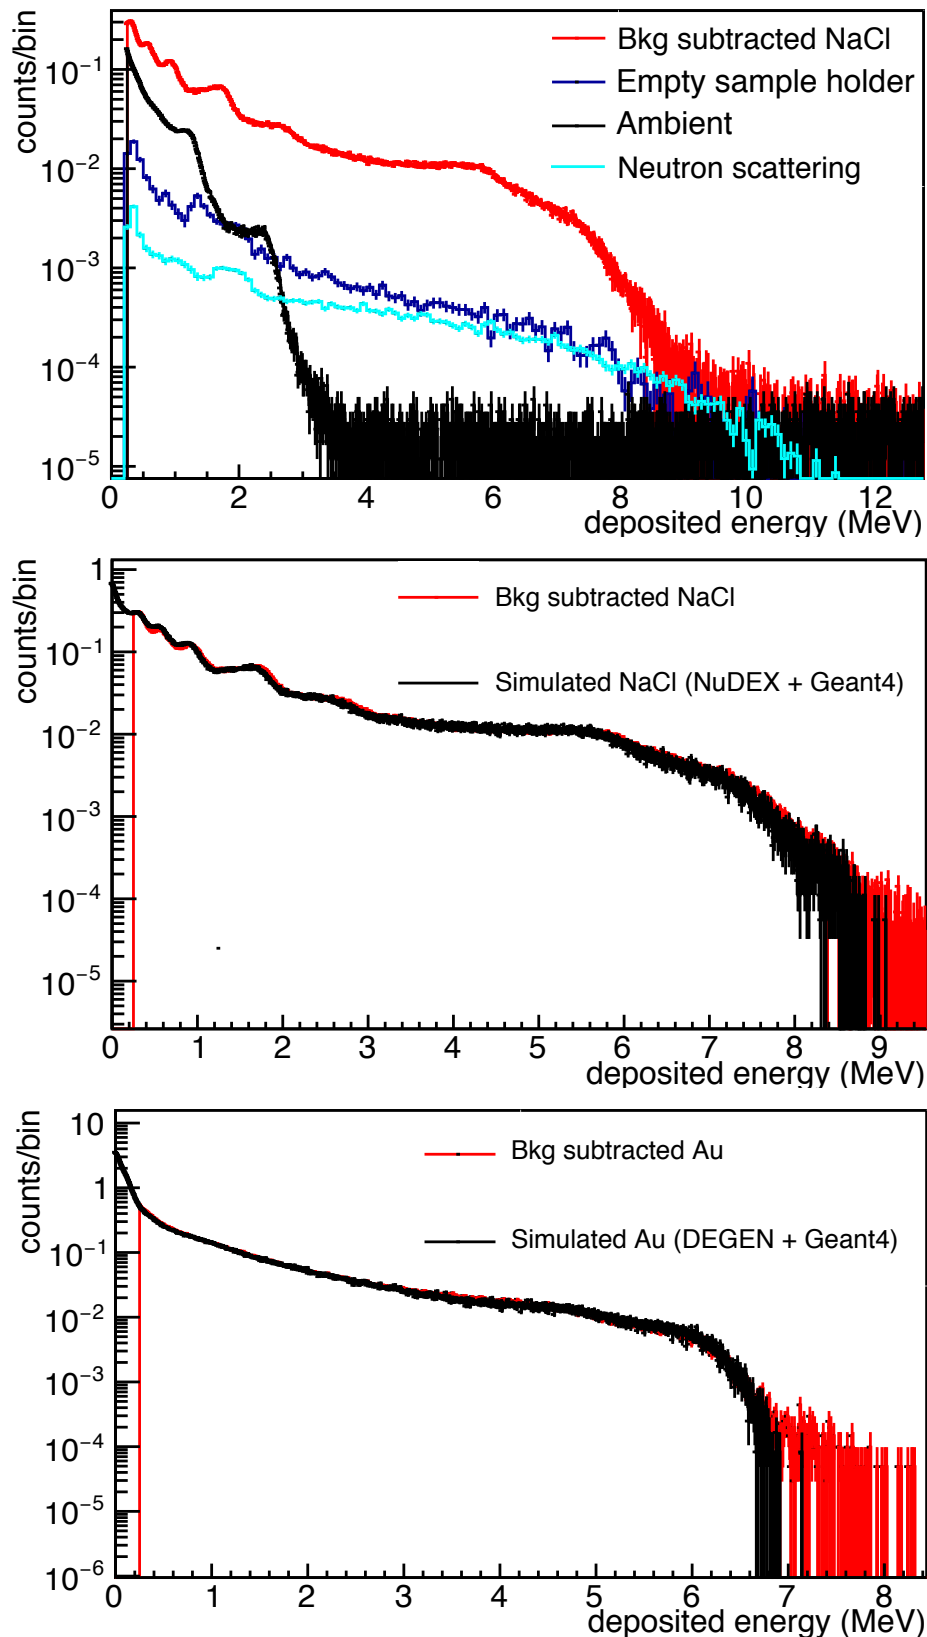 counts/bin
10⁻¹
10⁻²
10⁻³
10⁻⁴
10⁻⁵
Bkg subtracted NaCl
Empty sample holder
Ambient
Neutron scattering
0 2 4 6 8 10 12
deposited energy (MeV)
counts/bin
1
10⁻¹
10⁻²
10⁻³
10⁻⁴
10⁻⁵
Bkg subtracted NaCl
Simulated NaCl (NuDEX + Geant4)
0 1 2 3 4 5 6 7 8 9
deposited energy (MeV)
counts/bin
10
1
10⁻¹
10⁻²
10⁻³
10⁻⁴
10⁻⁵
10⁻⁶
Bkg subtracted Au
Simulated Au (DEGEN + Geant4)
0 1 2 3 4 5 6 7 8
deposited energy (MeV)